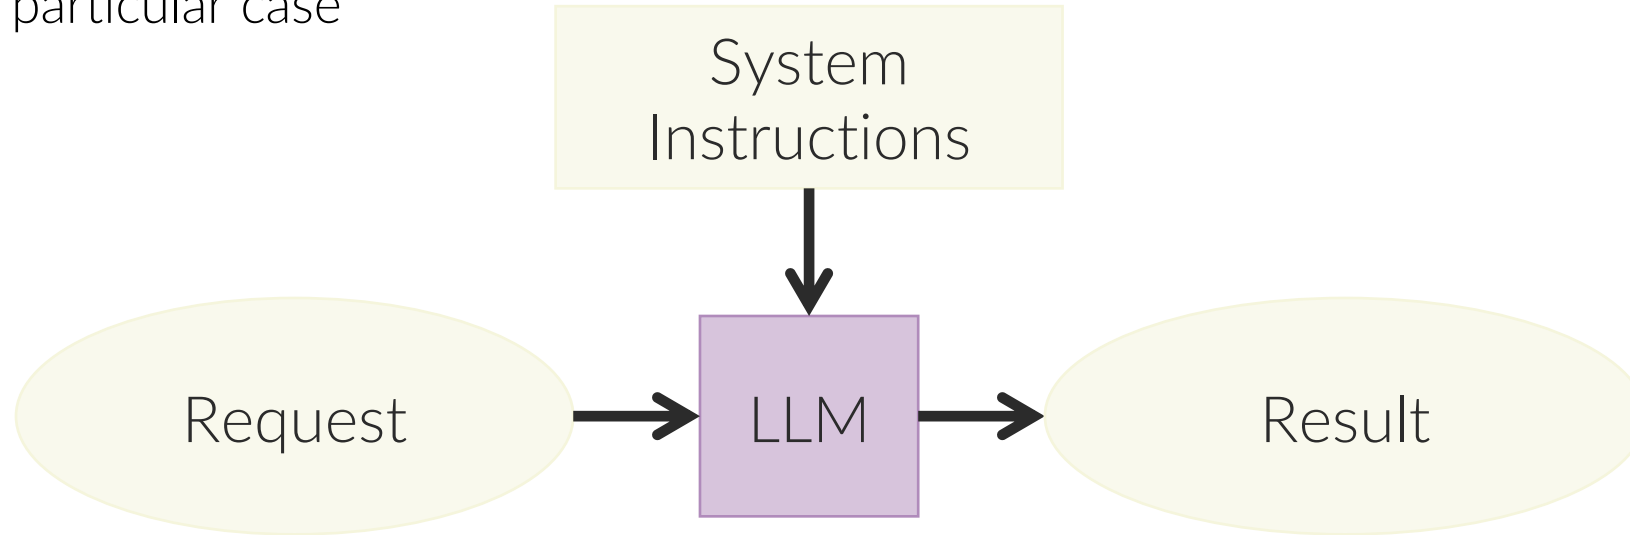 particular case
System
Instructions
Request
LLM
Result